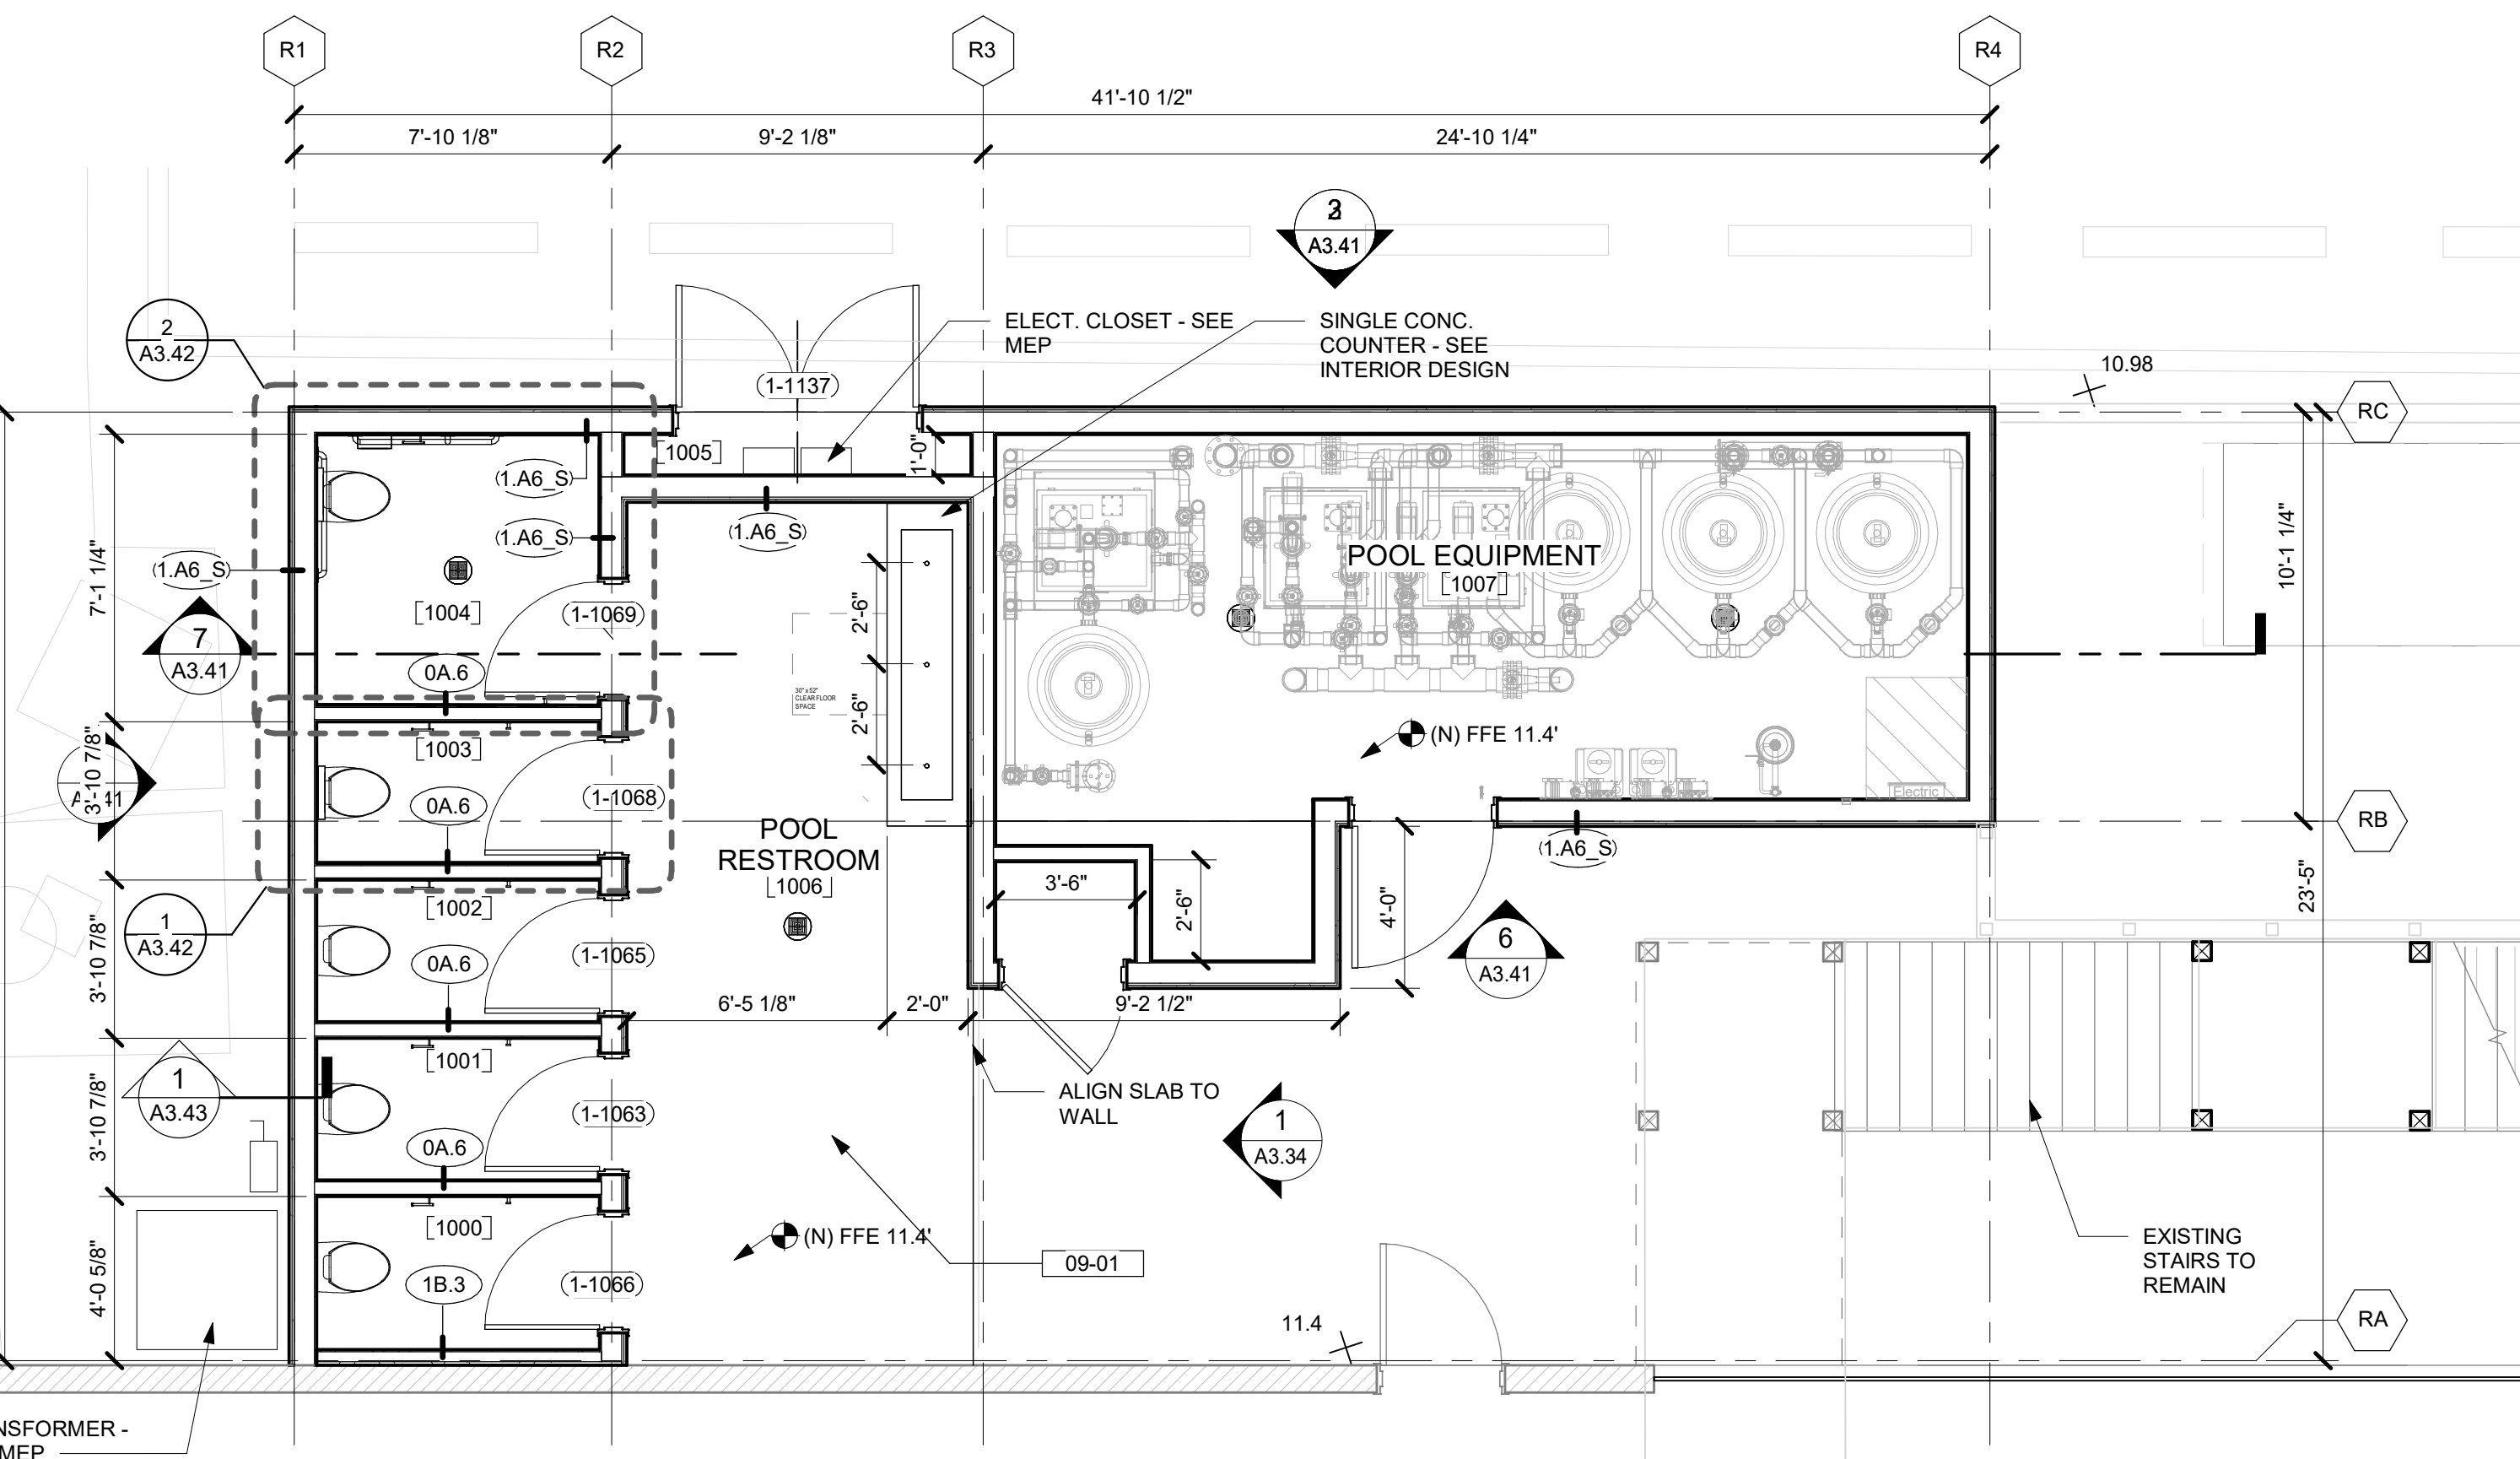 R1
R2
R3
R4
41'-10 1/2"
7'-10 1/8"
9'-2 1/8"
24'-10 1/4"
A3.41
2
A3.42
ELECT. CLOSET - SEE
MEP
SINGLE CONC.
COUNTER - SEE
INTERIOR DESIGN
10.98
1-1137
RC
1005
1'-0"
1.A6_S
1.A6_S
1.A6_S
1.A6_S
POOL EQUIPMENT
1007
10'-1 1/4"
7'-1 1/4"
1004
1-1069
2'-6"
7
A3.41
0A.6
30" x 52"
CLEAR FLOOR
SPACE
2'-6"
(N) FFE 11.4'
1003
3'-10 7/8"
0A.6
1-1068
Electric
RB
POOL
RESTROOM
1006
1.A6_S
3'-6"
2'-6"
4'-0"
23'-5"
1
A3.42
1002
0A.6
1-1065
3'-10 7/8"
6'-5 1/8"
2'-0"
9'-2 1/2"
6
A3.41
1001
1
A3.43
1-1063
3'-10 7/8"
ALIGN SLAB TO
WALL
1
A3.34
0A.6
1000
(N) FFE 11.4'
09-01
EXISTING
STAIRS TO
REMAIN
4'-0 5/8"
1B.3
1-1066
11.4
RA
NSFORMER -
MEP